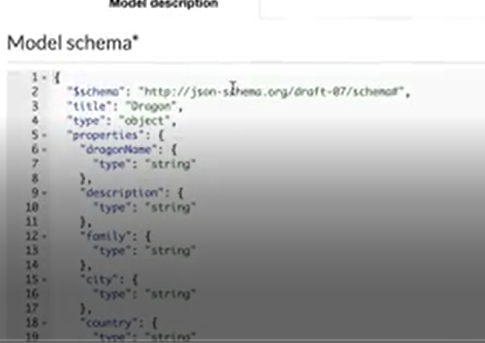 Model description
Model schema*
1 - {
2 "$schema": "http://json-schema.org/draft-07/schema#",
3 "title": "Dragon",
4 "type": "object",
5 - "properties": {
6 - "dragonName": {
7 "type": "string"
8 },
9 - "description": {
10 "type": "string"
11 },
12 - "family": {
13 "type": "string"
14 },
15 - "city": {
16 "type": "string"
17 },
18 - "country": {
19 "type": "string"